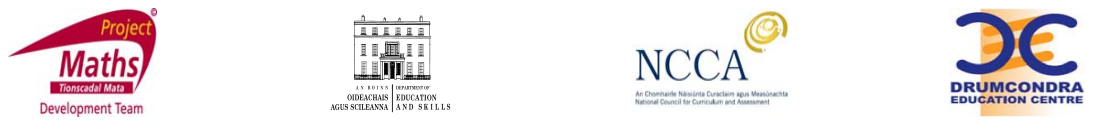 Project
Maths
Tionscadal Mata
Development Team
©
AN ROINN | DEPARTMENT OF
OIDEACHAIS | EDUCATION
AGUS SCILEANNA | AND SKILLS
NCCA
An Chomhairle Náisiúnta Curaclaim agus Measúnachta
National Council for Curriculum and Assessment
DRUMCONDRA
EDUCATION CENTRE